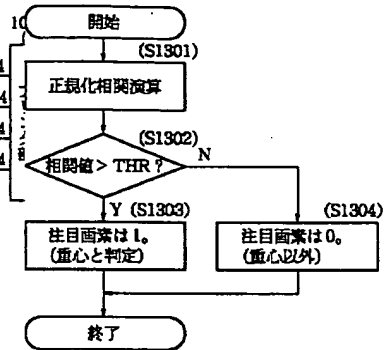 開始
(S1301)
正規化相関演算
(S1302)
相関値> THR ?
N
Y (S1303)
(S1304)
注目画素は1。
(重心と判定)
注目画素は0。
(重心以外)
終了